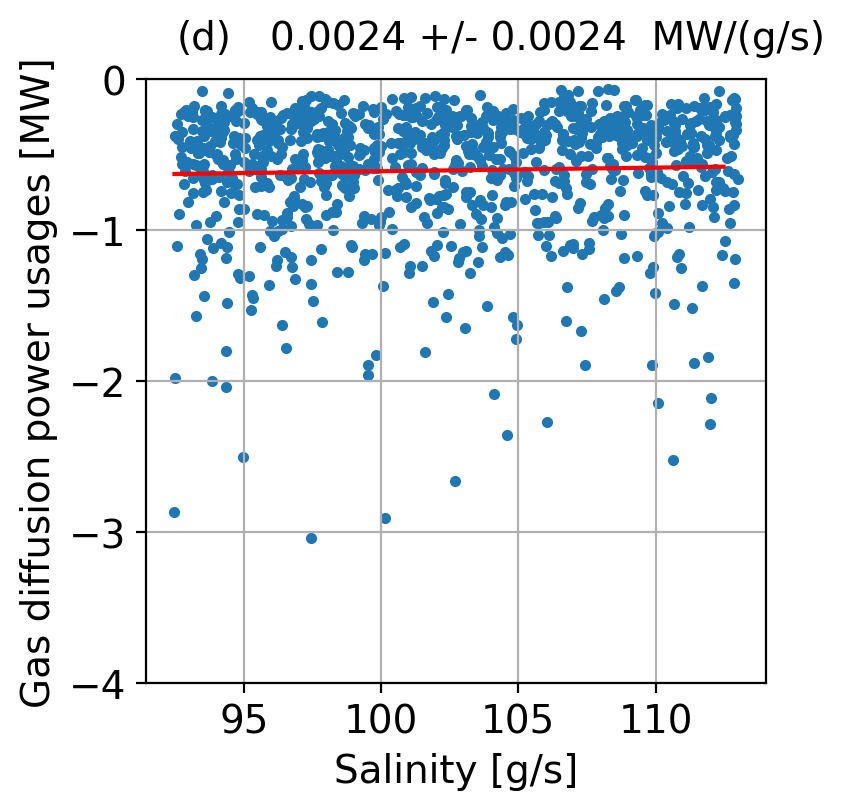 (d) 0.0024 +/- 0.0024 MW/(g/s)
Gas diffusion power usages [MW]
0
−1
−2
−3
−4
95 100 105 110
Salinity [g/s]